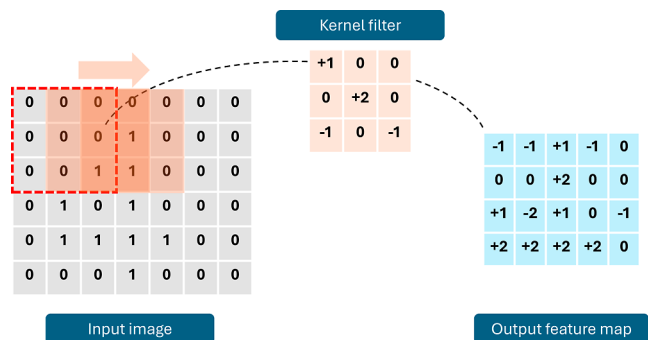 Kernel filter
+1 0 0
0 +2 0
-1 0 -1
0 0 0 0 0 0 0
0 0 0 1 0 0 0
0 0 1 1 0 0 0
0 1 0 1 0 0 0
0 1 1 1 1 0 0
0 0 0 1 0 0 0
-1 -1 +1 -1 0
0 0 +2 0 0
+1 -2 +1 0 -1
+2 +2 +2 +2 0
Input image
Output feature map